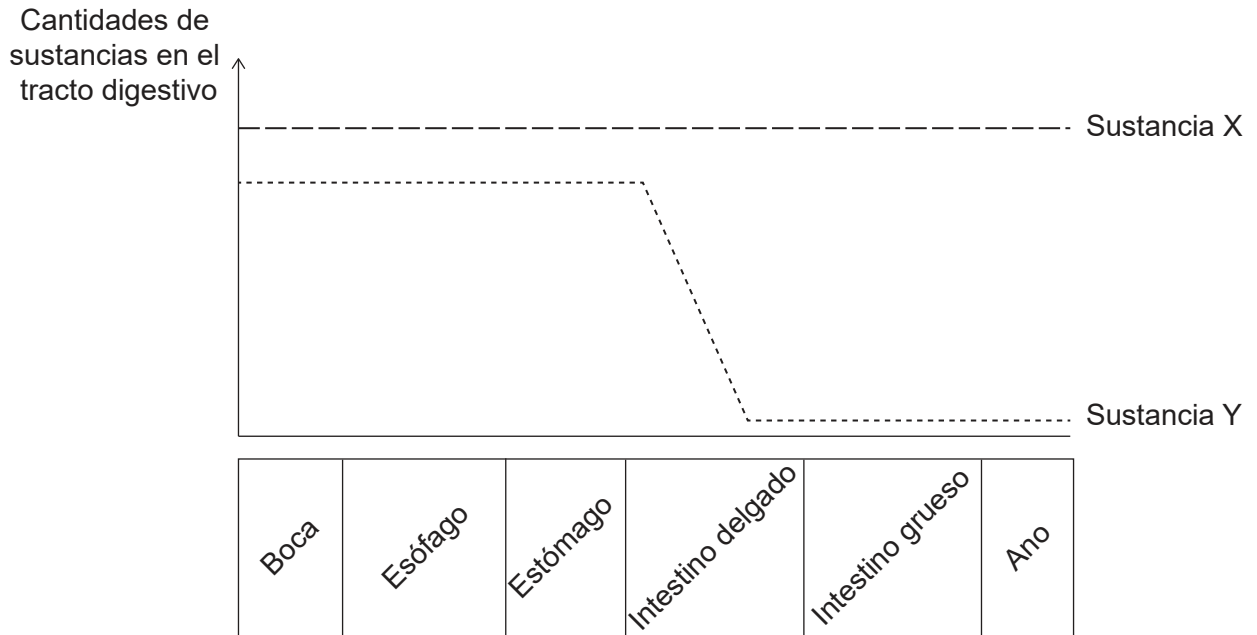 Cantidades de
sustancias en el
tracto digestivo
Sustancia X
Sustancia Y
Boca
Esófago
Estómago
Intestino delgado
Intestino grueso
Ano